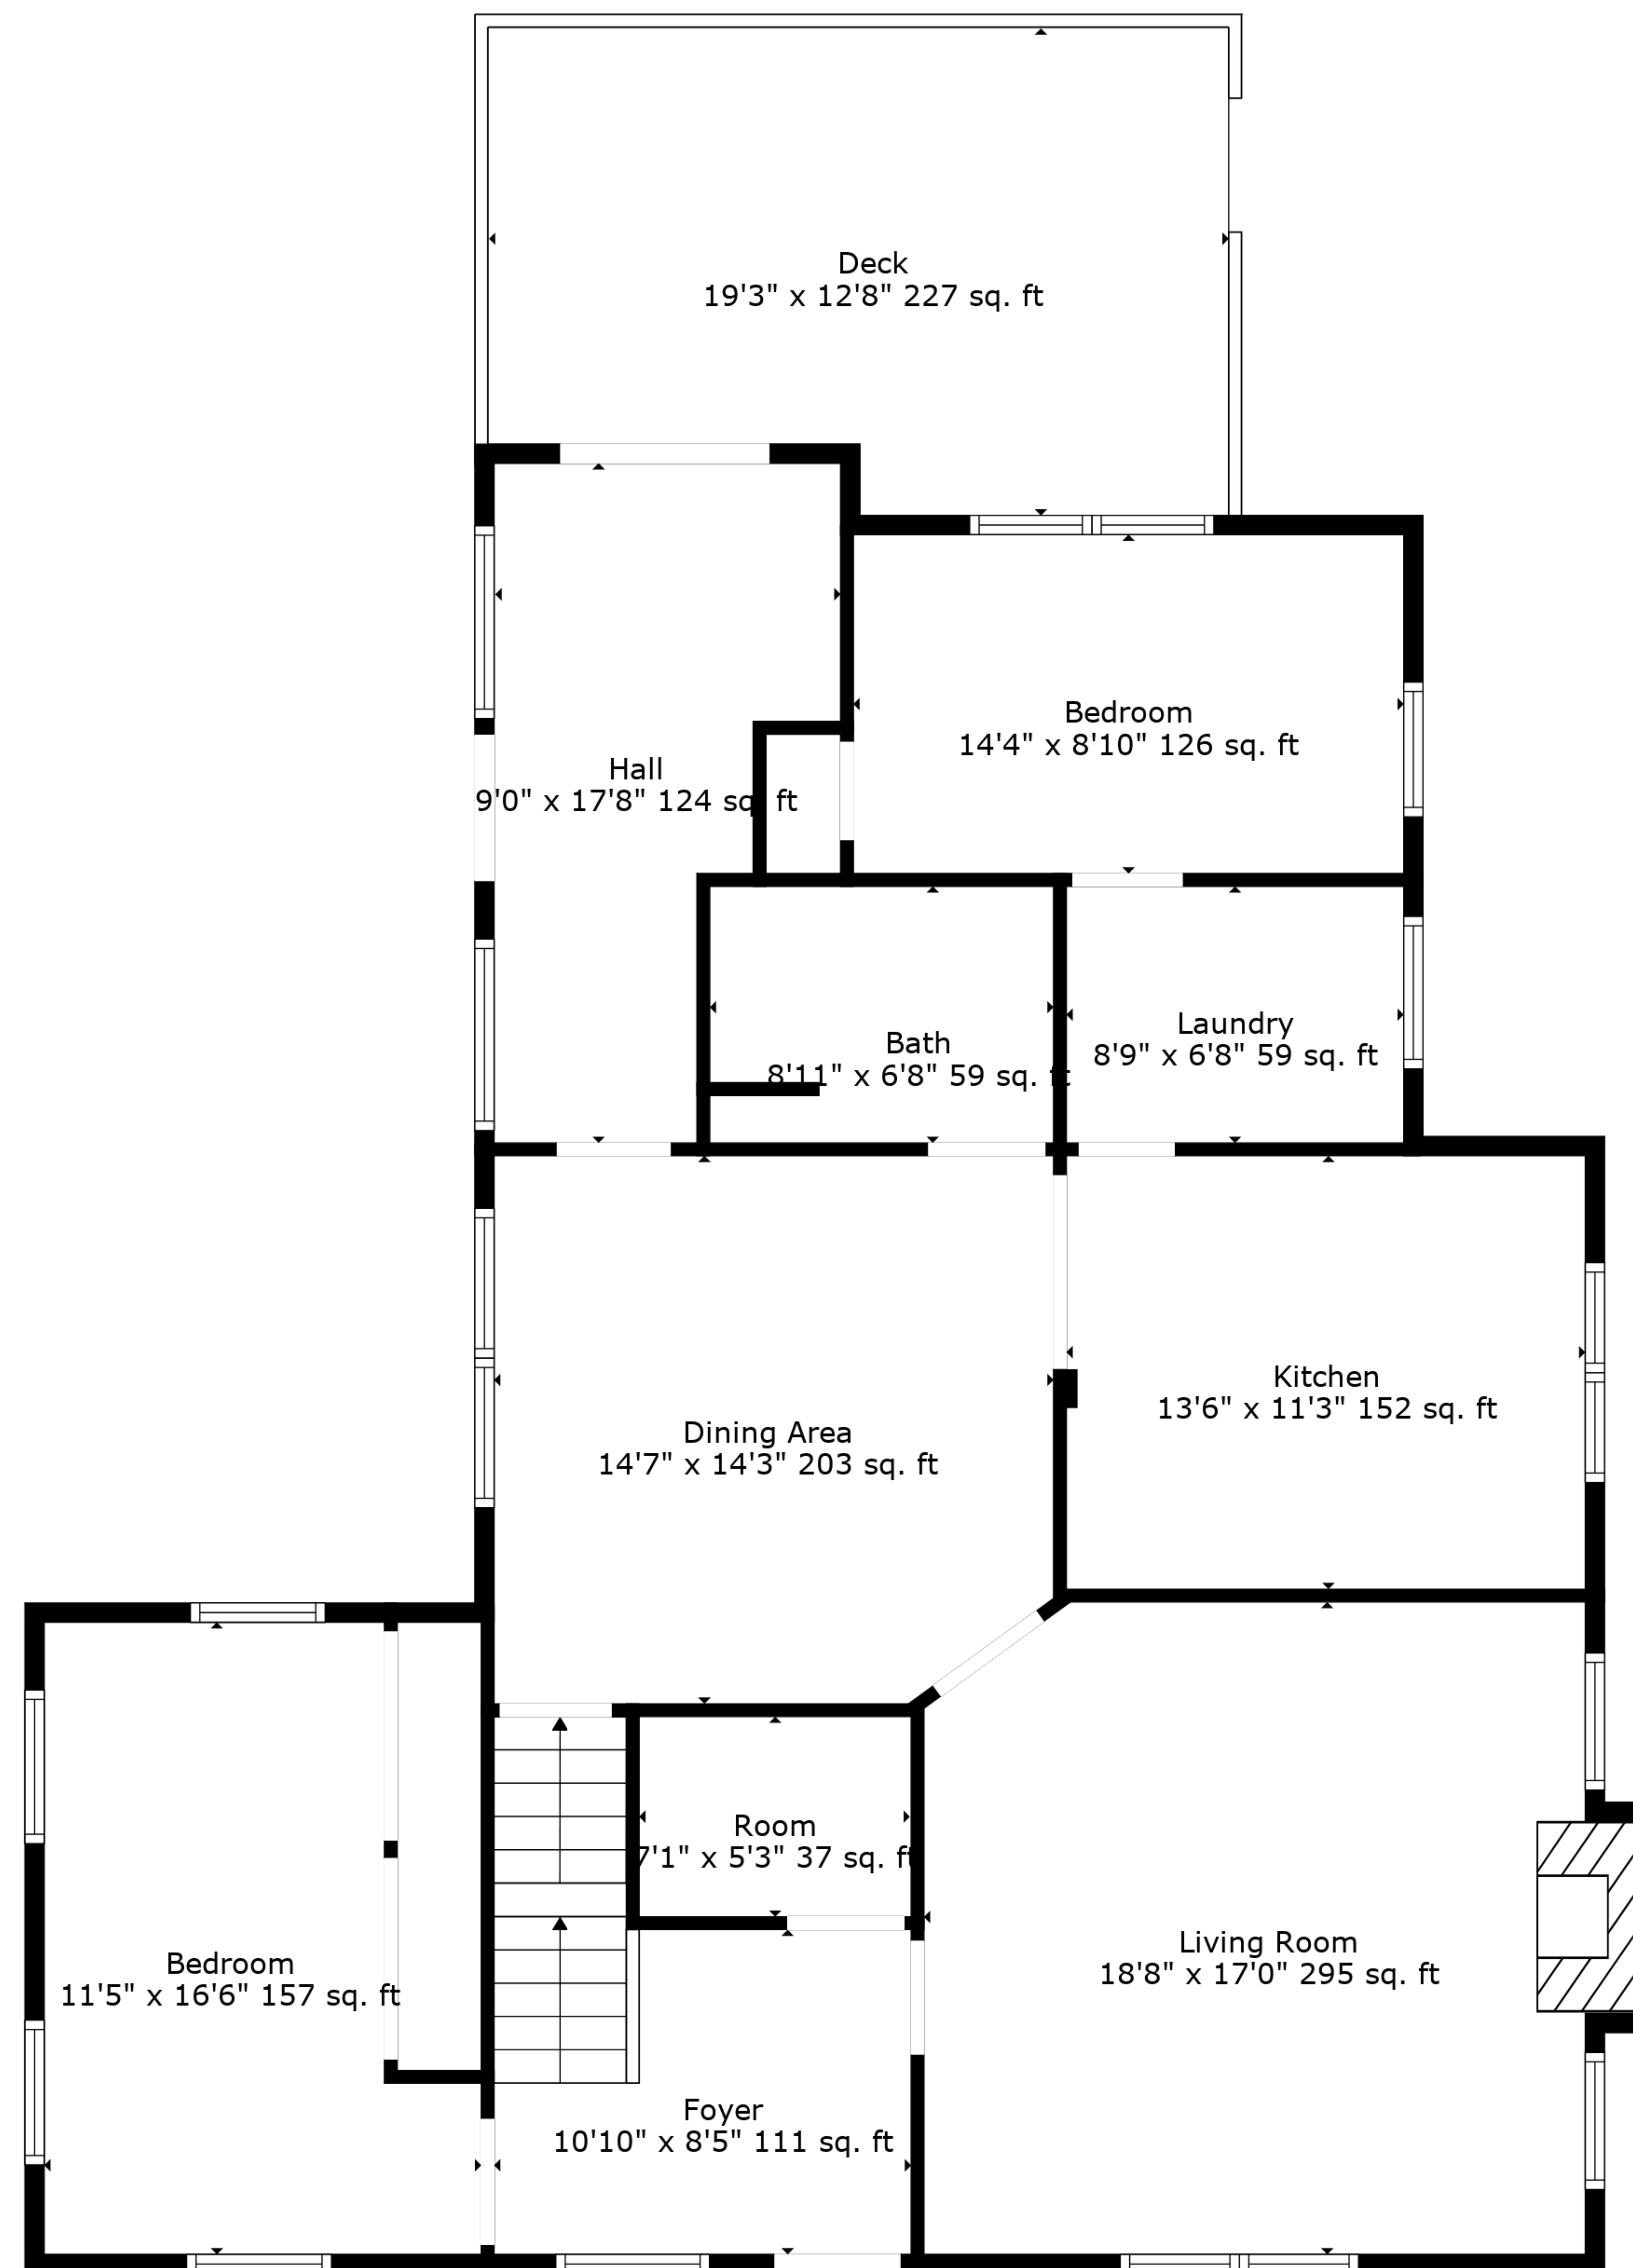 Deck
19'3" x 12'8" 227 sq. ft
Bedroom
14'4" x 8'10" 126 sq. ft
Hall
9'0" x 17'8" 124 sq. ft
Bath
8'11" x 6'8" 59 sq. ft
Laundry
8'9" x 6'8" 59 sq. ft
Kitchen
13'6" x 11'3" 152 sq. ft
Dining Area
14'7" x 14'3" 203 sq. ft
Room
7'1" x 5'3" 37 sq. ft
Living Room
18'8" x 17'0" 295 sq. ft
Bedroom
11'5" x 16'6" 157 sq. ft
Foyer
10'10" x 8'5" 111 sq. ft